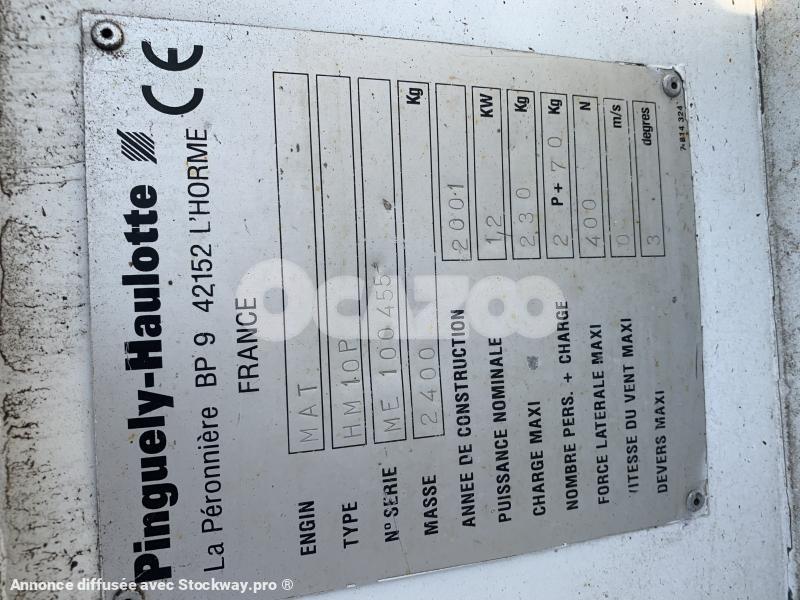 Pinguely-Haulotte CE
La Péronnière BP 9 42152 L'HORME
FRANCE
ENGIN MAT
TYPE HM10P
N° SERIE ME 100455
MASSE 2400 Kg
ANNEE DE CONSTRUCTION 2001
PUISSANCE NOMINALE 1,2 KW
CHARGE MAXI 230 Kg
NOMBRE PERS. + CHARGE 2 P+ 70 Kg
FORCE LATERALE MAXI 400 N
VITESSE DU VENT MAXI 0 m/s
DEVERS MAXI 3 degres
7 814 324
Ocazoo
Annonce diffusée avec Stockway.pro ®